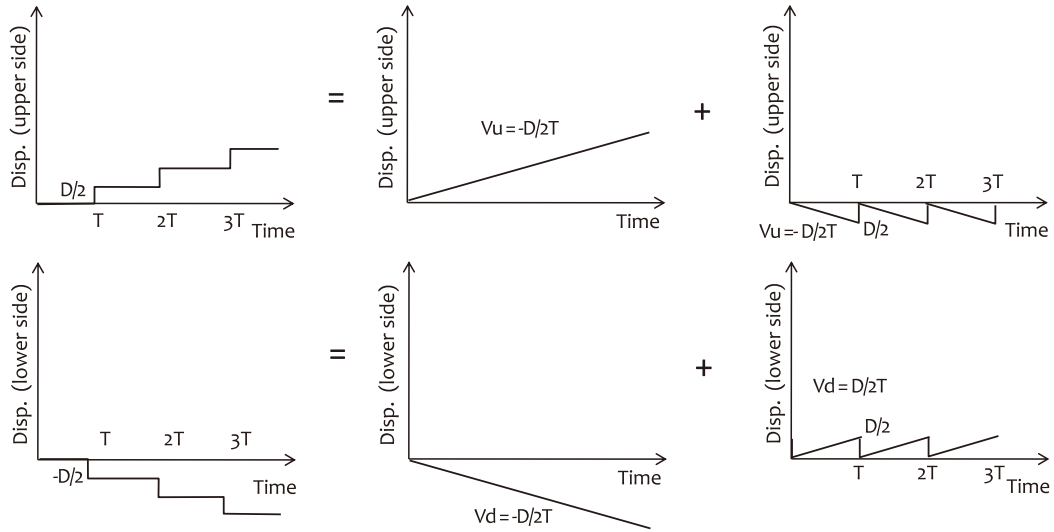 Disp. (upper side)
D/2
T
2T
3T
Time
=
Disp. (upper side)
Vu = -D/2T
Time
+
Disp. (upper side)
T
2T
3T
Vu = - D/2T
D/2
Time
Disp. (lower side)
T
2T
3T
-D/2
Time
=
Disp. (lower side)
Time
Vd = -D/2T
+
Disp. (lower side)
Vd = D/2T
D/2
T
2T
3T
Time